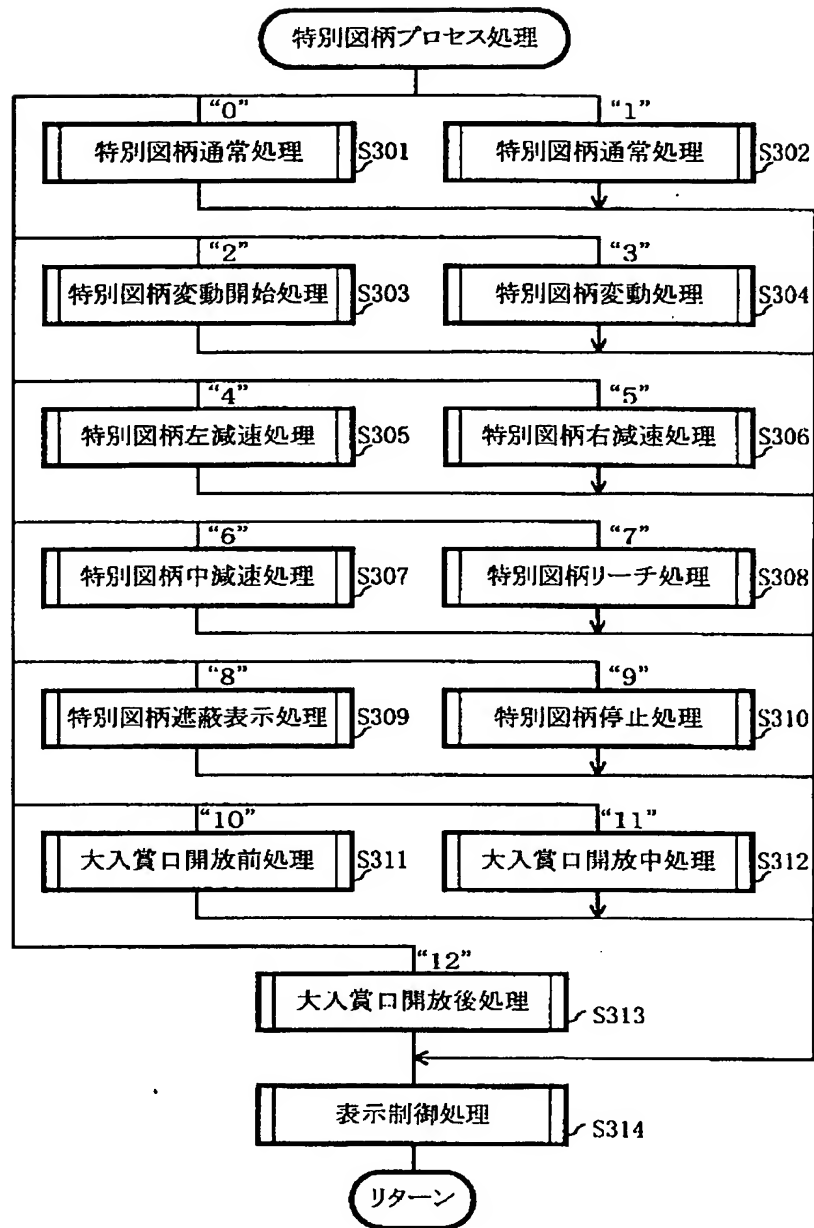 特別図柄プロセス処理
“0” “1”
特別図柄通常処理 S301 特別図柄通常処理 S302
“2” “3”
特別図柄変動開始処理 S303 特別図柄変動処理 S304
“4” “5”
特別図柄左減速処理 S305 特別図柄右減速処理 S306
“6” “7”
特別図柄中減速処理 S307 特別図柄リーチ処理 S308
“8” “9”
特別図柄遮蔽表示処理 S309 特別図柄停止処理 S310
“10” “11”
大入賞口開放前処理 S311 大入賞口開放中処理 S312
“12”
大入賞口開放後処理 S313
表示制御処理 S314
リターン